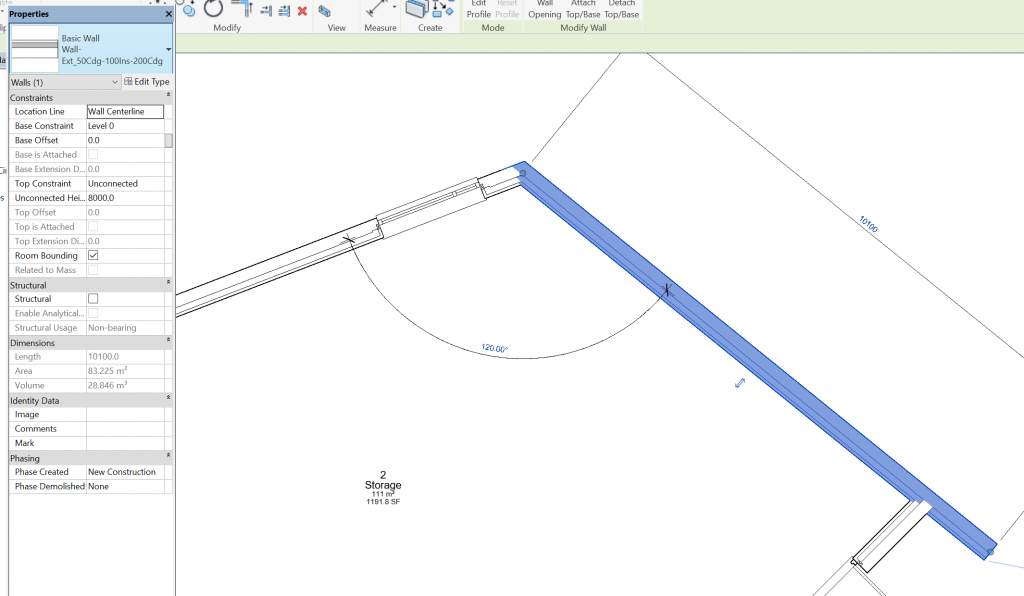 Properties
Modify
View
Measure
Create
Edit Profile
Reset Profile
Mode
Wall Opening
Attach Top/Base
Detach Top/Base
Modify Wall
Basic Wall
Wall-
Ext_50Cdg-100Ins-200Cdg
Walls (1)
Edit Type
Constraints
Location Line Wall Centerline
Base Constraint Level 0
Base Offset 0.0
Base is Attached
Base Extension D... 0.0
Top Constraint Unconnected
Unconnected Hei... 8000.0
Top Offset 0.0
Top is Attached
Top Extension Di... 0.0
Room Bounding
Related to Mass
Structural
Structural
Enable Analytical...
Structural Usage Non-bearing
Dimensions
Length 10100.0
Area 83.225 m²
Volume 28.846 m³
Identity Data
Image
Comments
Mark
Phasing
Phase Created New Construction
Phase Demolished None
10100
120.00°
2
Storage
111 m²
1191.8 SF